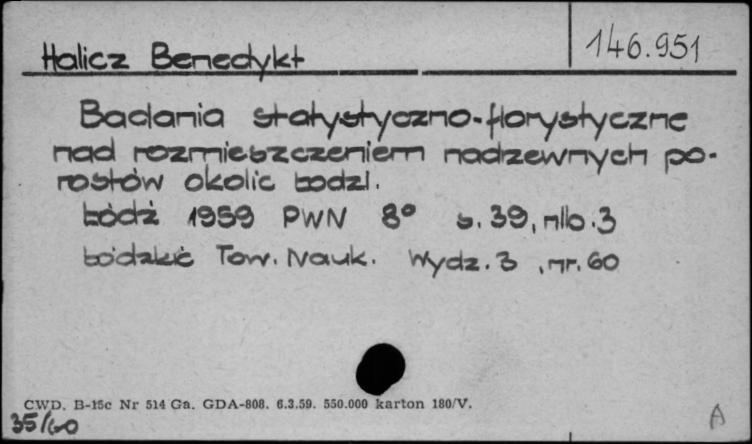 Halicz Benedykt
146.951
Badania statystyczno-florystyczne
nad rozmieszczeniem nadrzewnych po-
rostów okolic Łodzi.
Łódź 1959 PWN 8° s. 39, nlb. 3
Łódzkie Tow. Nauk. Wydz. 3, nr. 60
CWD. B-15c Nr 514 Ga. GDA-808. 6.3.59. 550.000 karton 180/V.
35/60
A